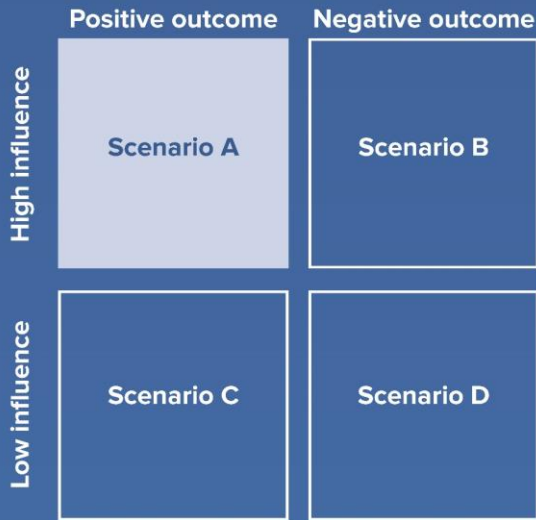 Positive outcome
Negative outcome
High influence
Scenario A
Scenario B
Low influence
Scenario C
Scenario D